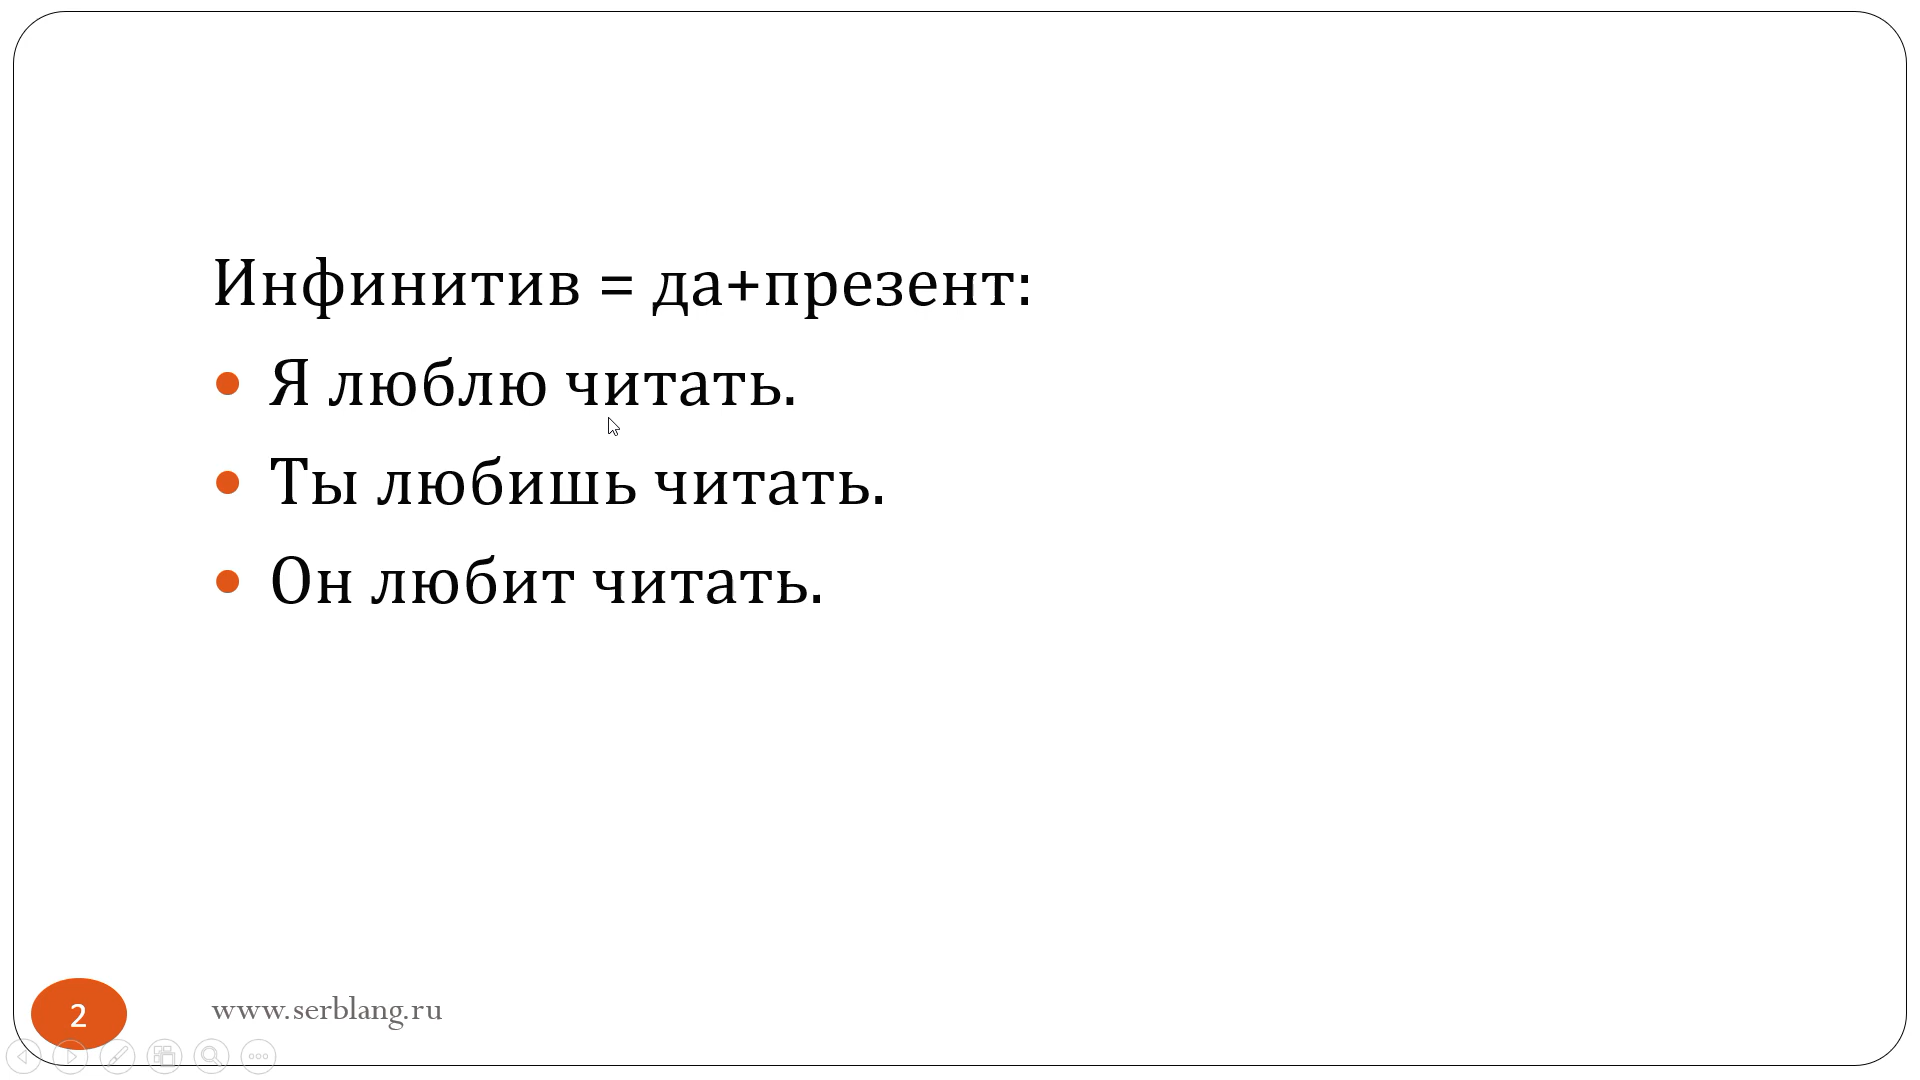 Инфинитив = да+презент:
Я люблю читать.
Ты любишь читать.
Он любит читать.
2
www.serblang.ru